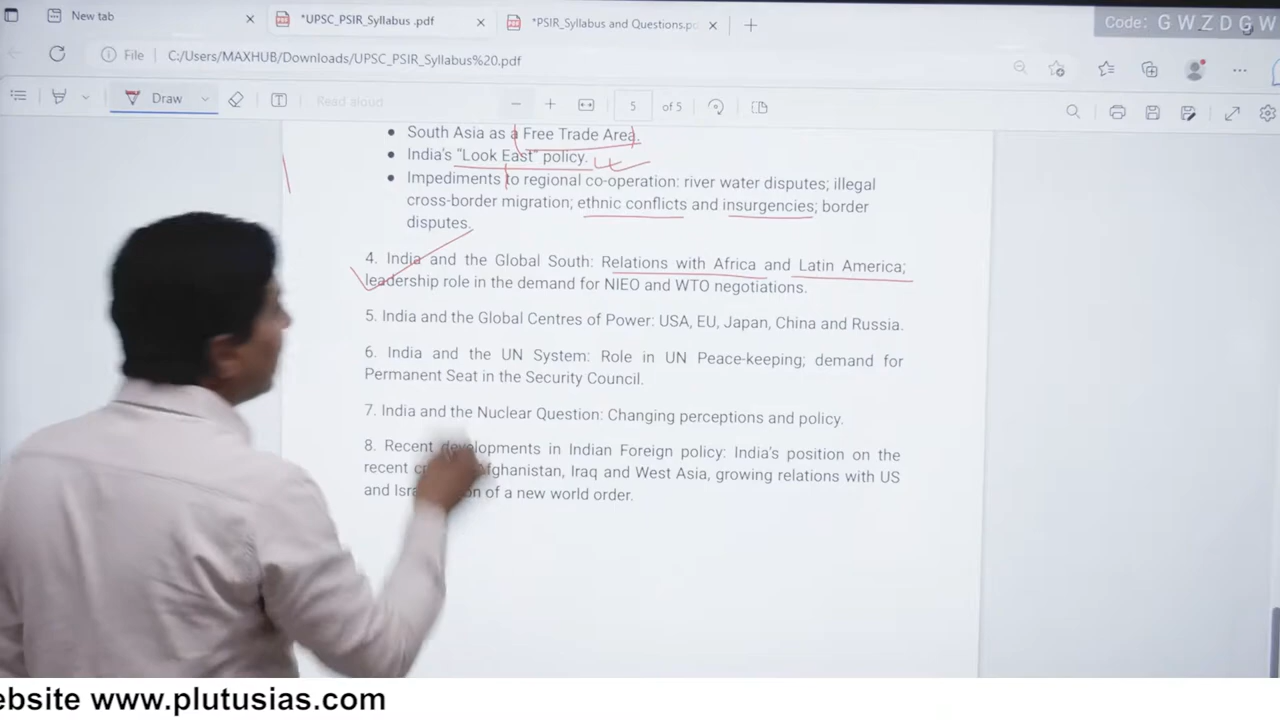 New tab
*UPSC_PSIR_Syllabus .pdf
*PSIR_Syllabus and Questions.p
Code: G W Z D G W
File C:/Users/MAXHUB/Downloads/UPSC_PSIR_Syllabus%20.pdf
Draw
Read aloud
5 of 5
• South Asia as a Free Trade Area.
• India's "Look East" policy.
• Impediments to regional co-operation: river water disputes; illegal
cross-border migration; ethnic conflicts and insurgencies; border
disputes.
4. India and the Global South: Relations with Africa and Latin America;
leadership role in the demand for NIEO and WTO negotiations.
5. India and the Global Centres of Power: USA, EU, Japan, China and Russia.
6. India and the UN System: Role in UN Peace-keeping; demand for
Permanent Seat in the Security Council.
7. India and the Nuclear Question: Changing perceptions and policy.
8. Recent developments in Indian Foreign policy: India's position on the
recent Afghanistan, Iraq and West Asia, growing relations with US
and of a new world order.
ebsite www.plutusias.com